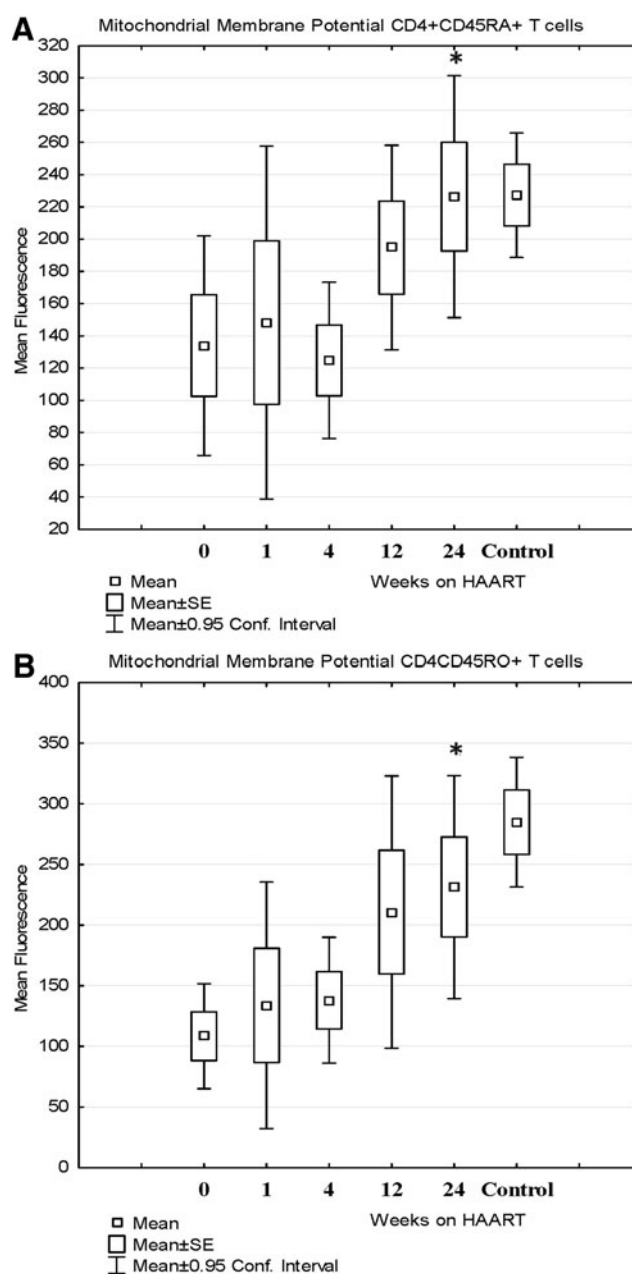 A
Mitochondrial Membrane Potential CD4+CD45RA+ T cells
320
300
280
260
240
220
200
180
160
140
120
100
80
60
40
20
Mean Fluorescence
*
0 1 4 12 24 Control
Weeks on HAART
Mean
Mean±SE
Mean±0.95 Conf. Interval
B
Mitochondrial Membrane Potential CD4CD45RO+ T cells
400
350
300
250
200
150
100
50
0
Mean Fluorescence
*
0 1 4 12 24 Control
Weeks on HAART
Mean
Mean±SE
Mean±0.95 Conf. Interval